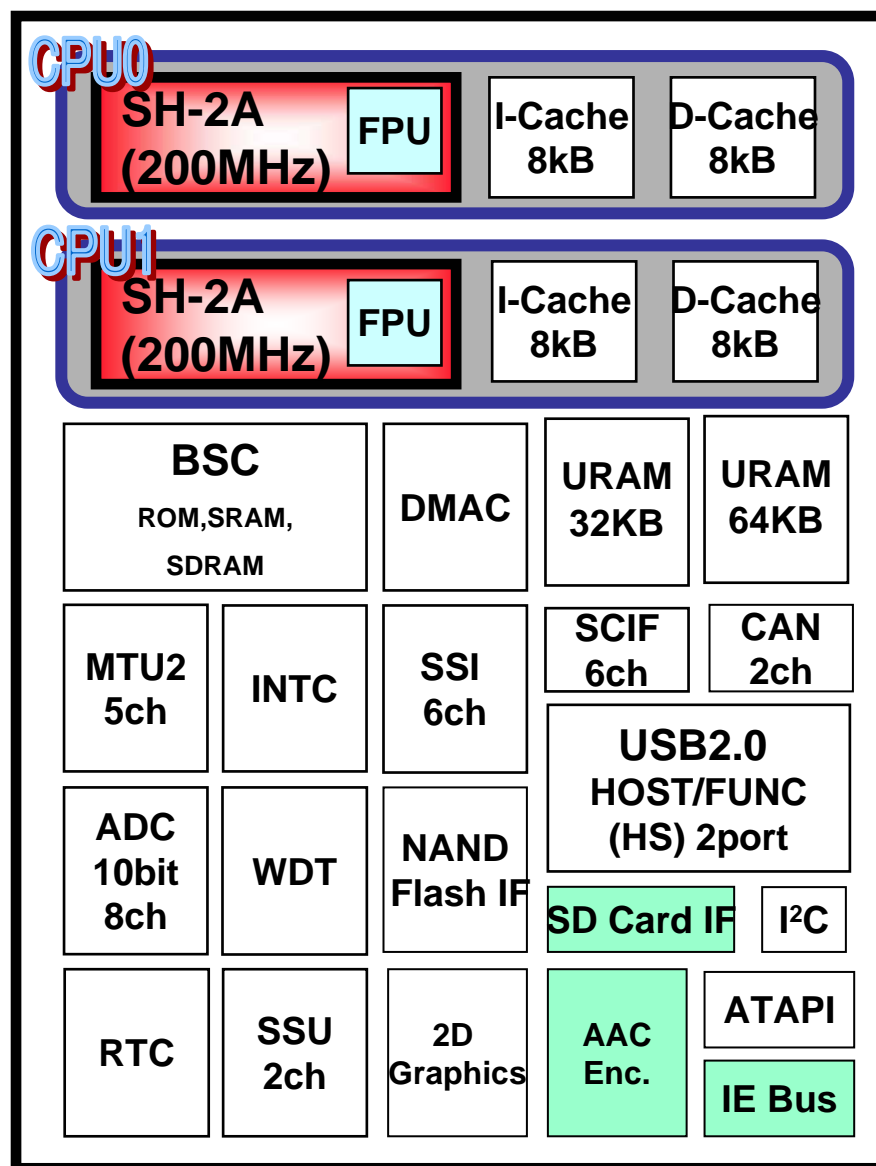 CPU0
SH-2A
(200MHz)
FPU
I-Cache
8kB
D-Cache
8kB
CPU1
SH-2A
(200MHz)
FPU
I-Cache
8kB
D-Cache
8kB
BSC
ROM,SRAM,
SDRAM
DMAC
URAM
32KB
URAM
64KB
MTU2
5ch
INTC
SSI
6ch
SCIF
6ch
CAN
2ch
USB2.0
HOST/FUNC
(HS) 2port
ADC
10bit
8ch
WDT
NAND
Flash IF
SD Card IF
I²C
RTC
SSU
2ch
2D
Graphics
AAC
Enc.
ATAPI
IE Bus